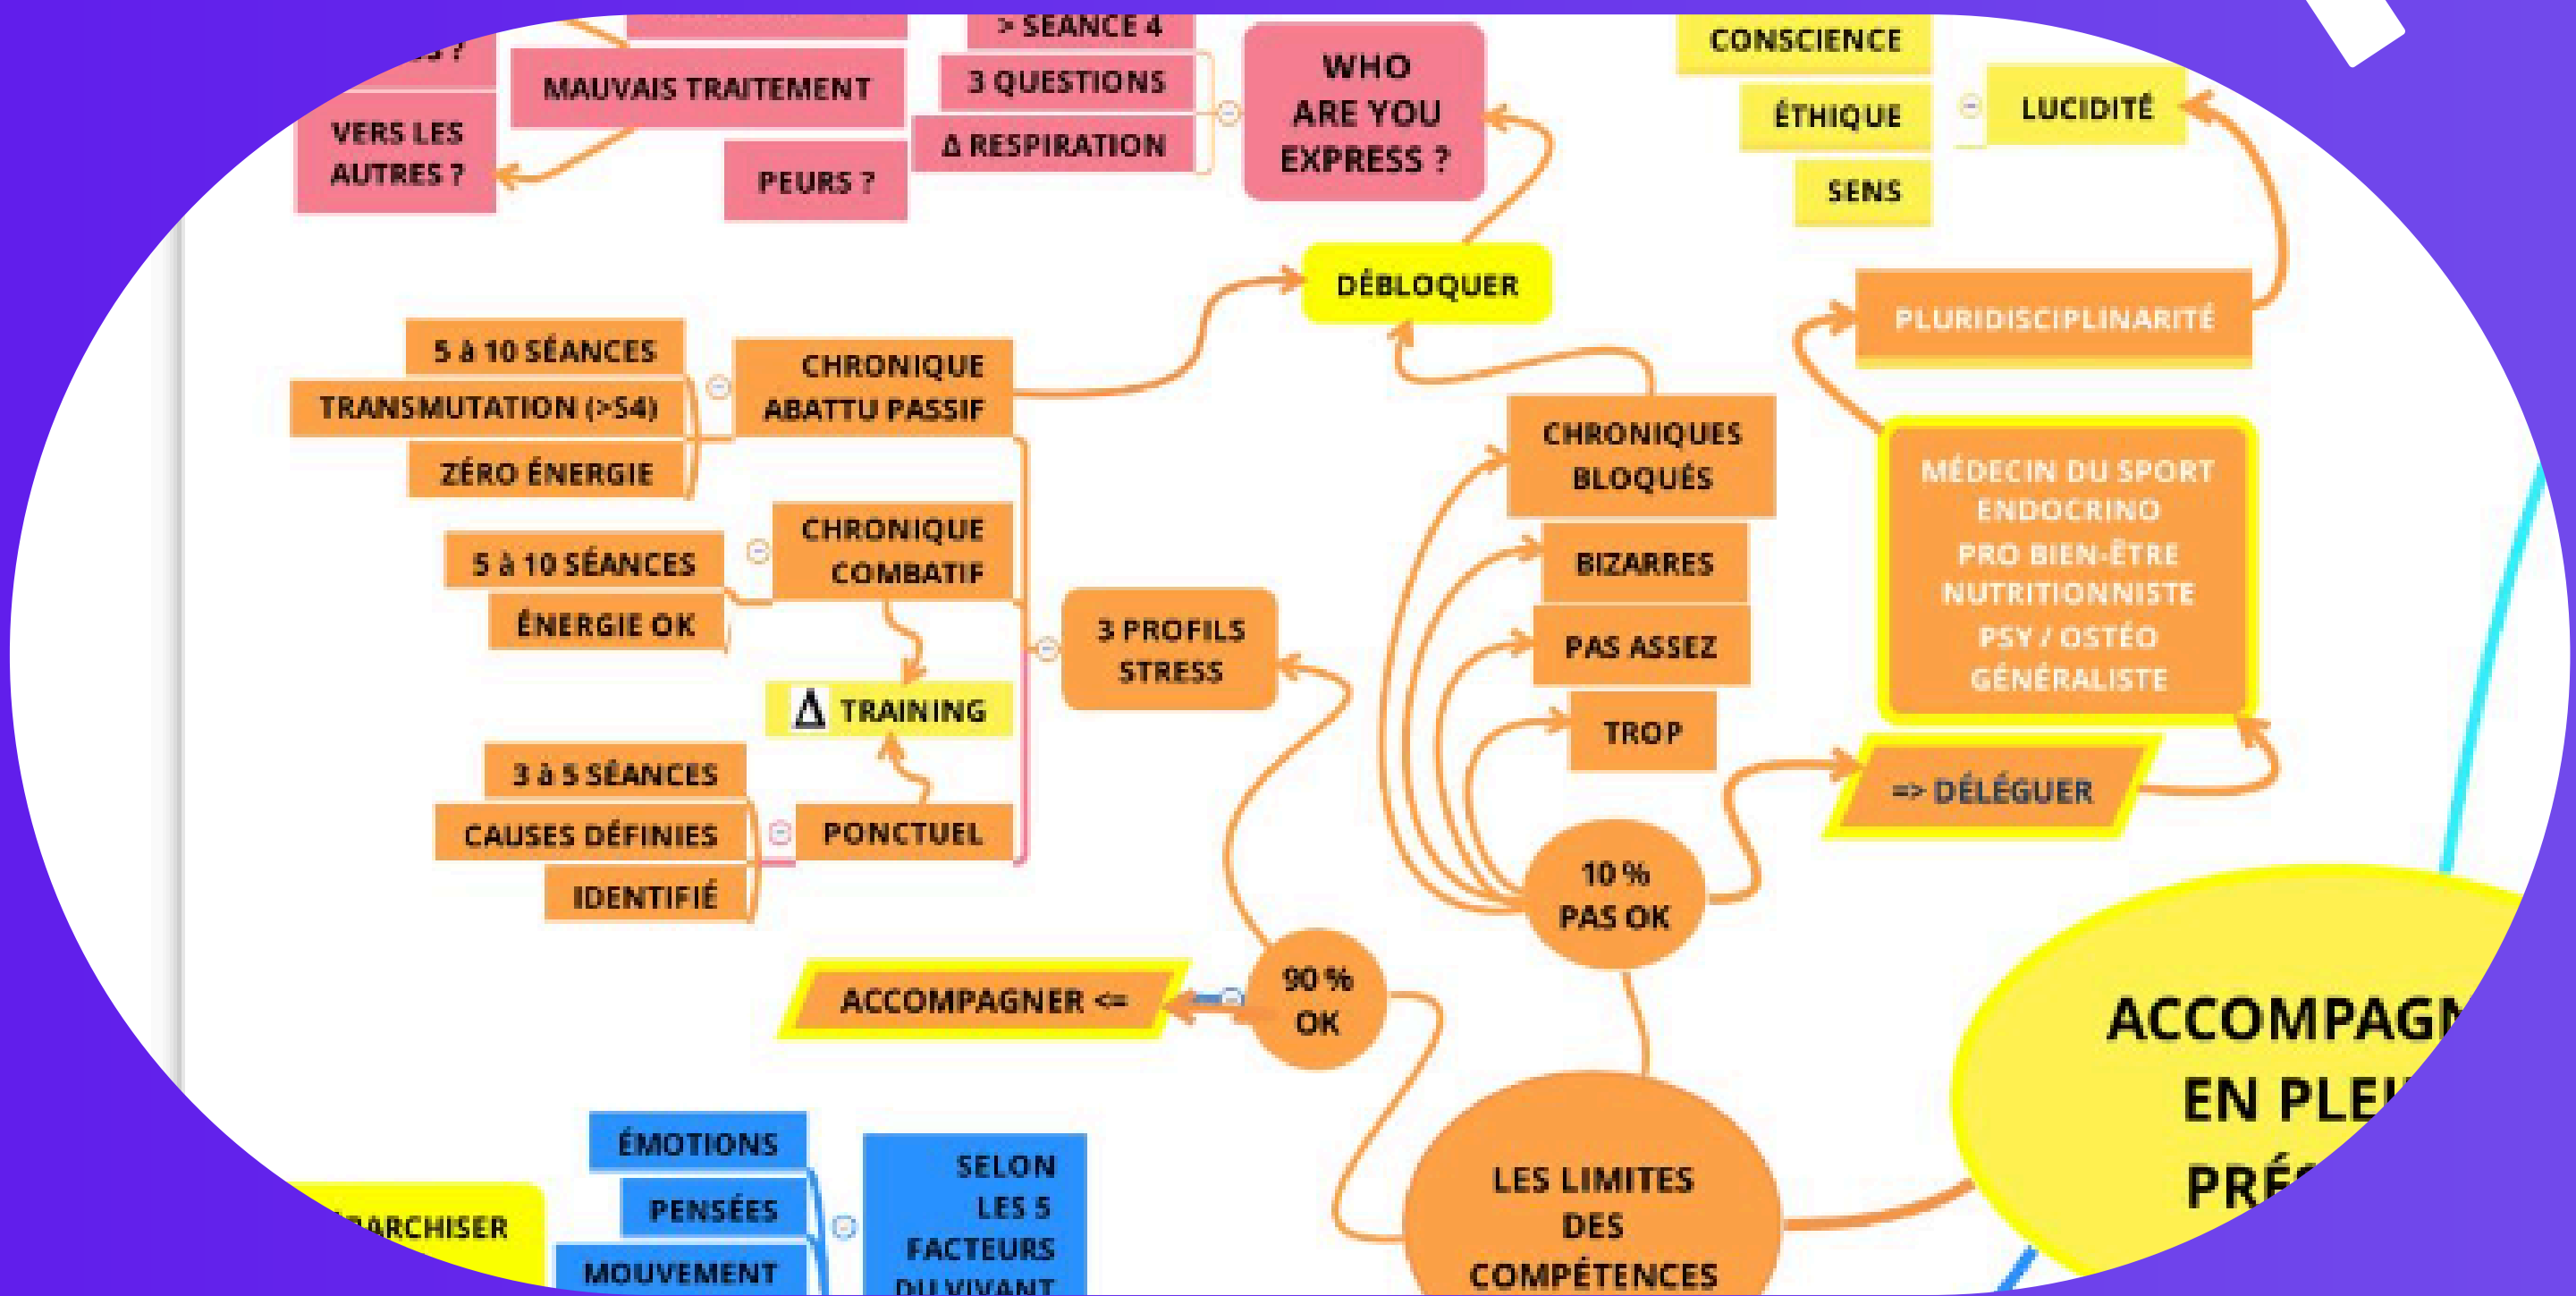 > SÉANCE 4
3 QUESTIONS
Δ RESPIRATION
WHO
ARE YOU
EXPRESS ?
MAUVAIS TRAITEMENT
VERS LES
AUTRES ?
PEURS ?
CONSCIENCE
ÉTHIQUE
SENS
LUCIDITÉ
DÉBLOQUER
PLURIDISCIPLINARITÉ
5 à 10 SÉANCES
TRANSMUTATION (>S4)
ZÉRO ÉNERGIE
CHRONIQUE
ABATTU PASSIF
5 à 10 SÉANCES
ÉNERGIE OK
CHRONIQUE
COMBATIF
Δ TRAINING
3 à 5 SÉANCES
CAUSES DÉFINIES
IDENTIFIÉ
PONCTUEL
3 PROFILS
STRESS
CHRONIQUES
BLOQUÉS
BIZARRES
PAS ASSEZ
TROP
MÉDECIN DU SPORT
ENDOCRINO
PRO BIEN-ÊTRE
NUTRITIONNISTE
PSY / OSTÉO
GÉNÉRALISTE
=> DÉLÉGUER
10 %
PAS OK
90 %
OK
ACCOMPAGNER <=
LES LIMITES
DES
COMPÉTENCES
EN
ÉMOTIONS
PENSÉES
MOUVEMENT
SELON
LES 5
FACTEURS
DU VIVANT